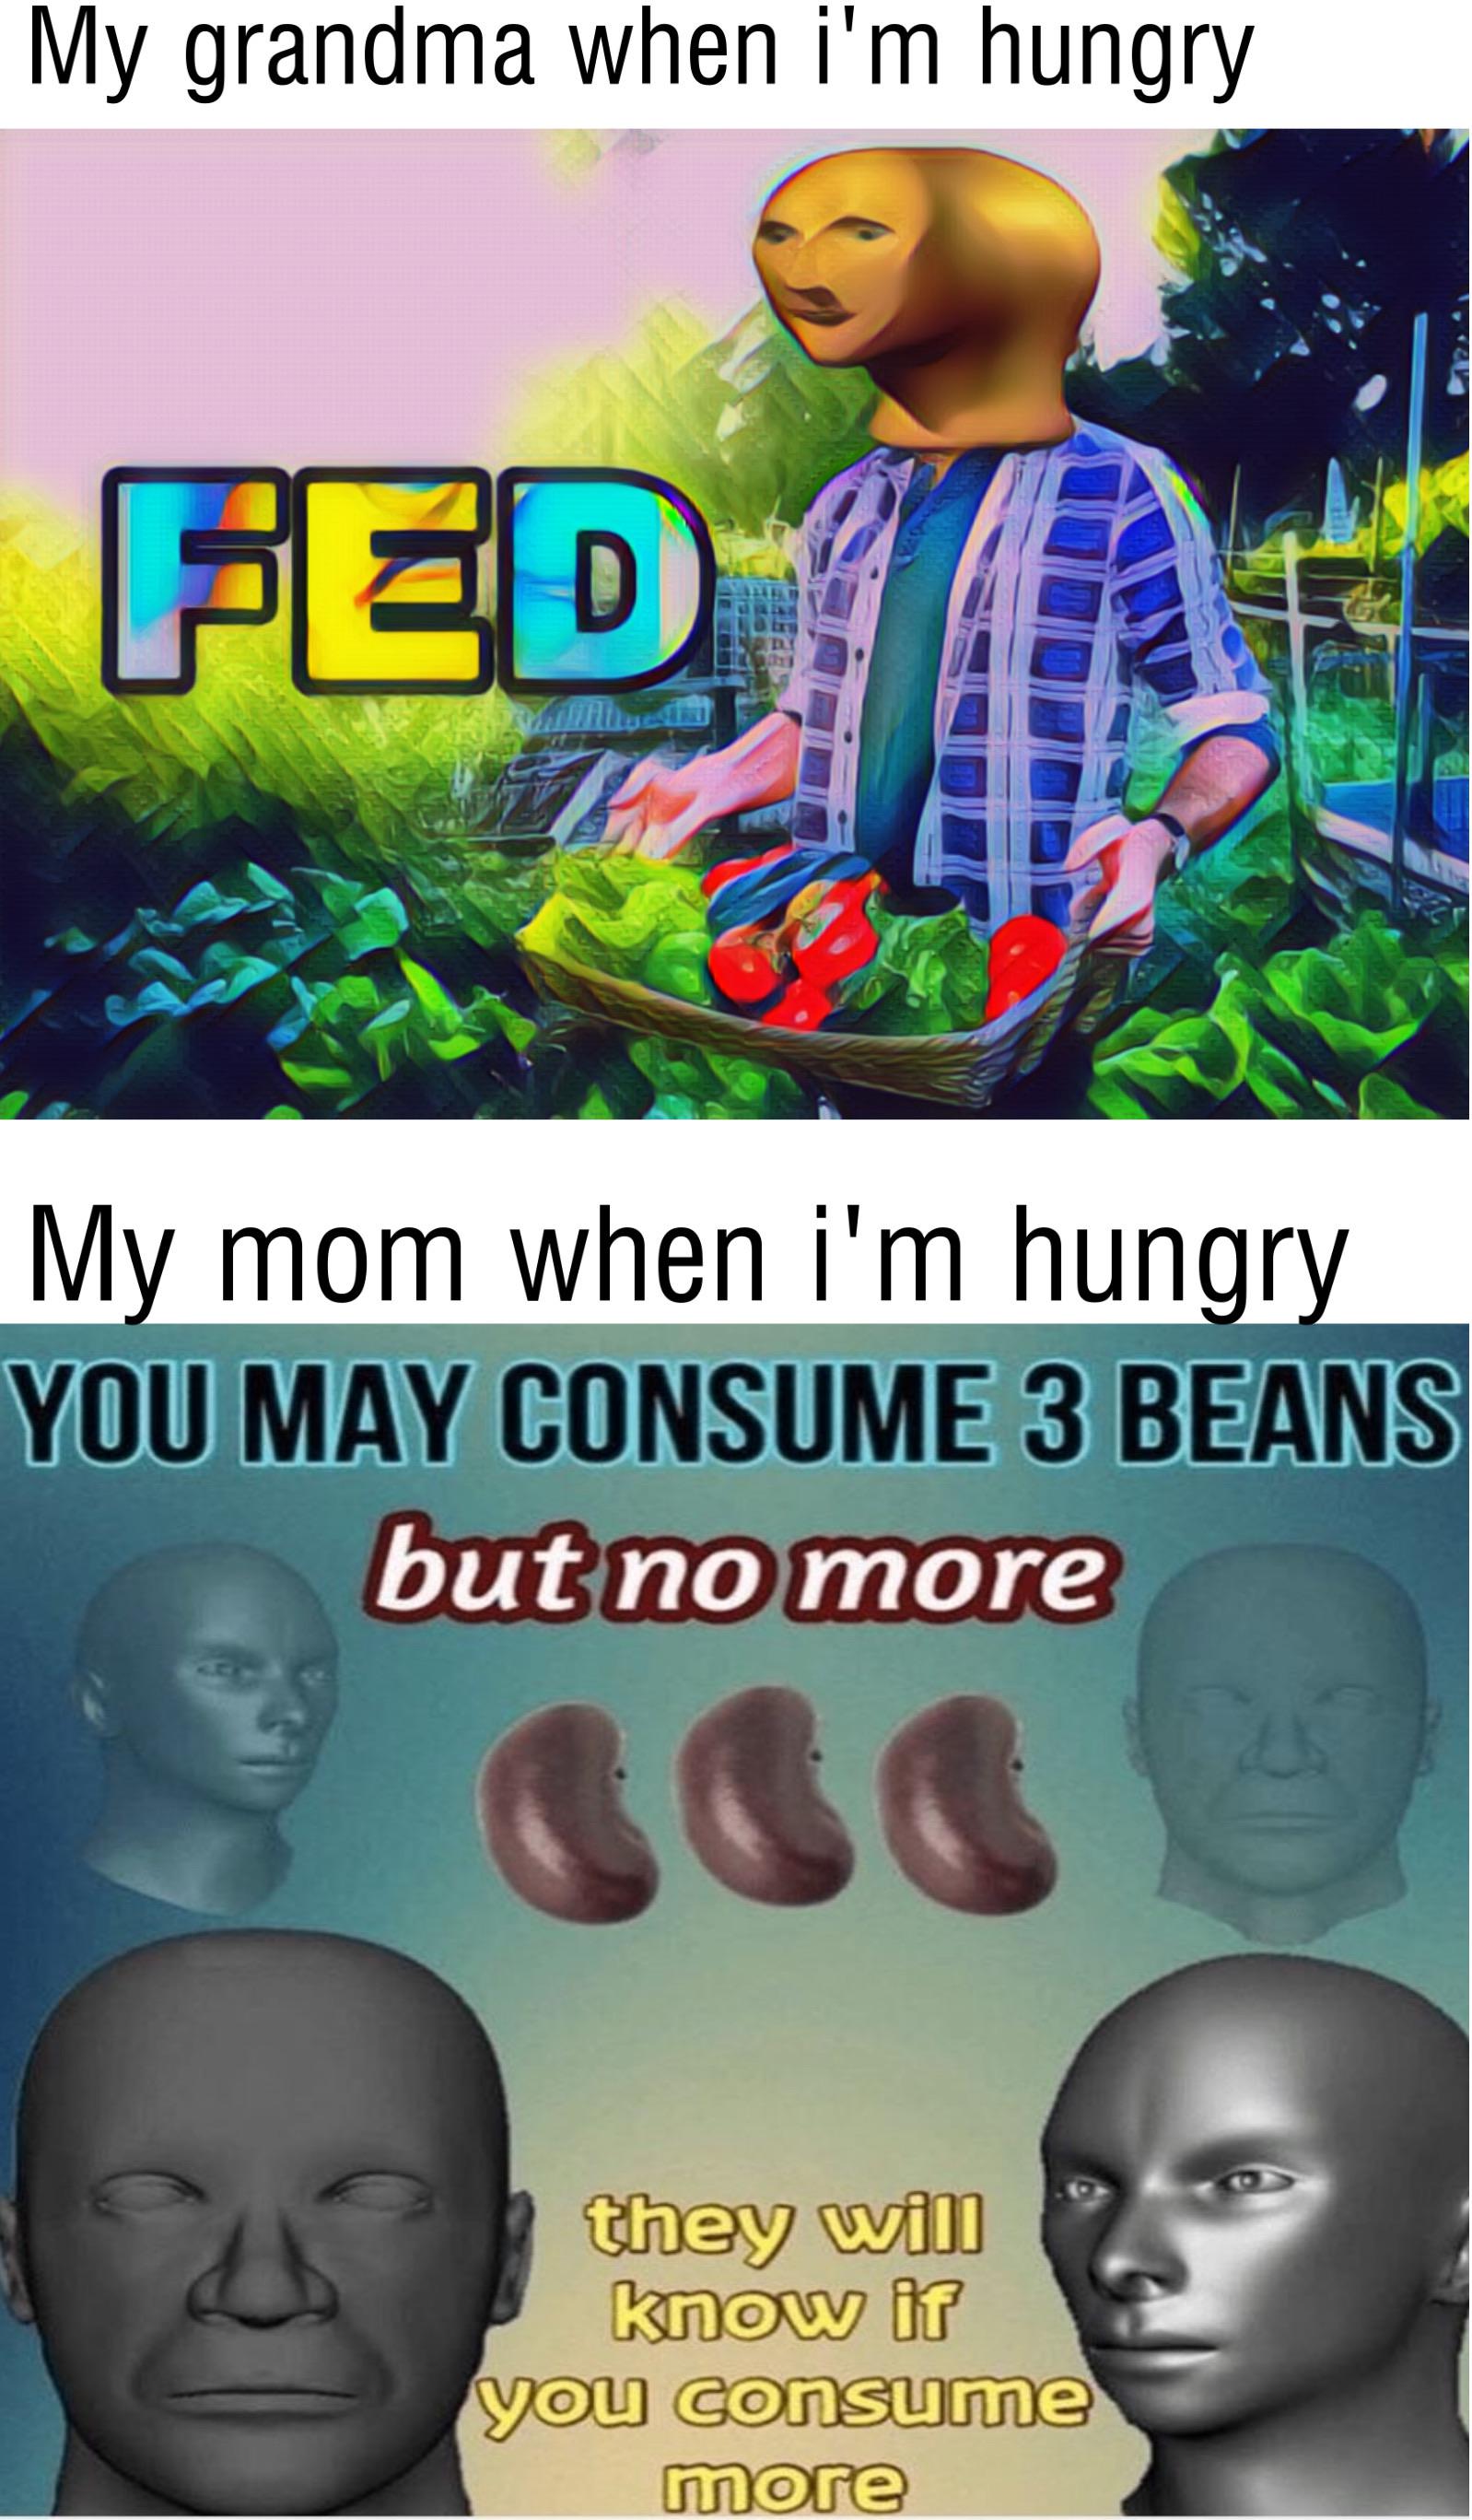 My grandma when i'm hungry
FED
My mom when i'm hungry
YOU MAY CONSUME 3 BEANS
but no more
they will
know if
you consume
more